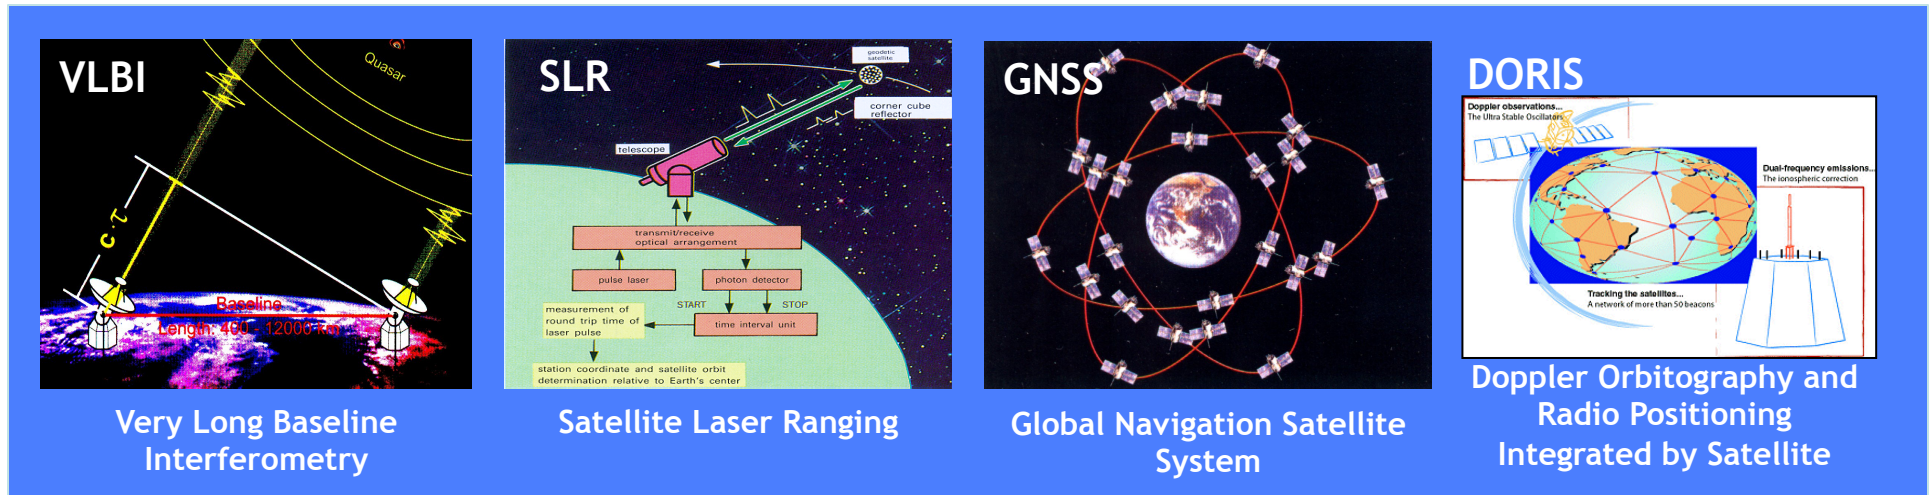 VLBI
Quasar
c·τ
Baseline
Length: 400 - 12000 km
Very Long Baseline
Interferometry
SLR
geodetic
satellite
corner cube
reflector
telescope
transmit/receive
optical arrangement
pulse laser
photon detector
START
STOP
measurement of
round trip time of
laser pulse
time interval unit
station coordinate and satellite orbit
determination relative to Earth's center
Satellite Laser Ranging
GNSS
Global Navigation Satellite
System
DORIS
Doppler observations...
The Ultra Stable Oscillators
Dual-frequency emissions...
The ionospheric correction
Tracking the satellites...
A network of more than 50 beacons
Doppler Orbitography and
Radio Positioning
Integrated by Satellite